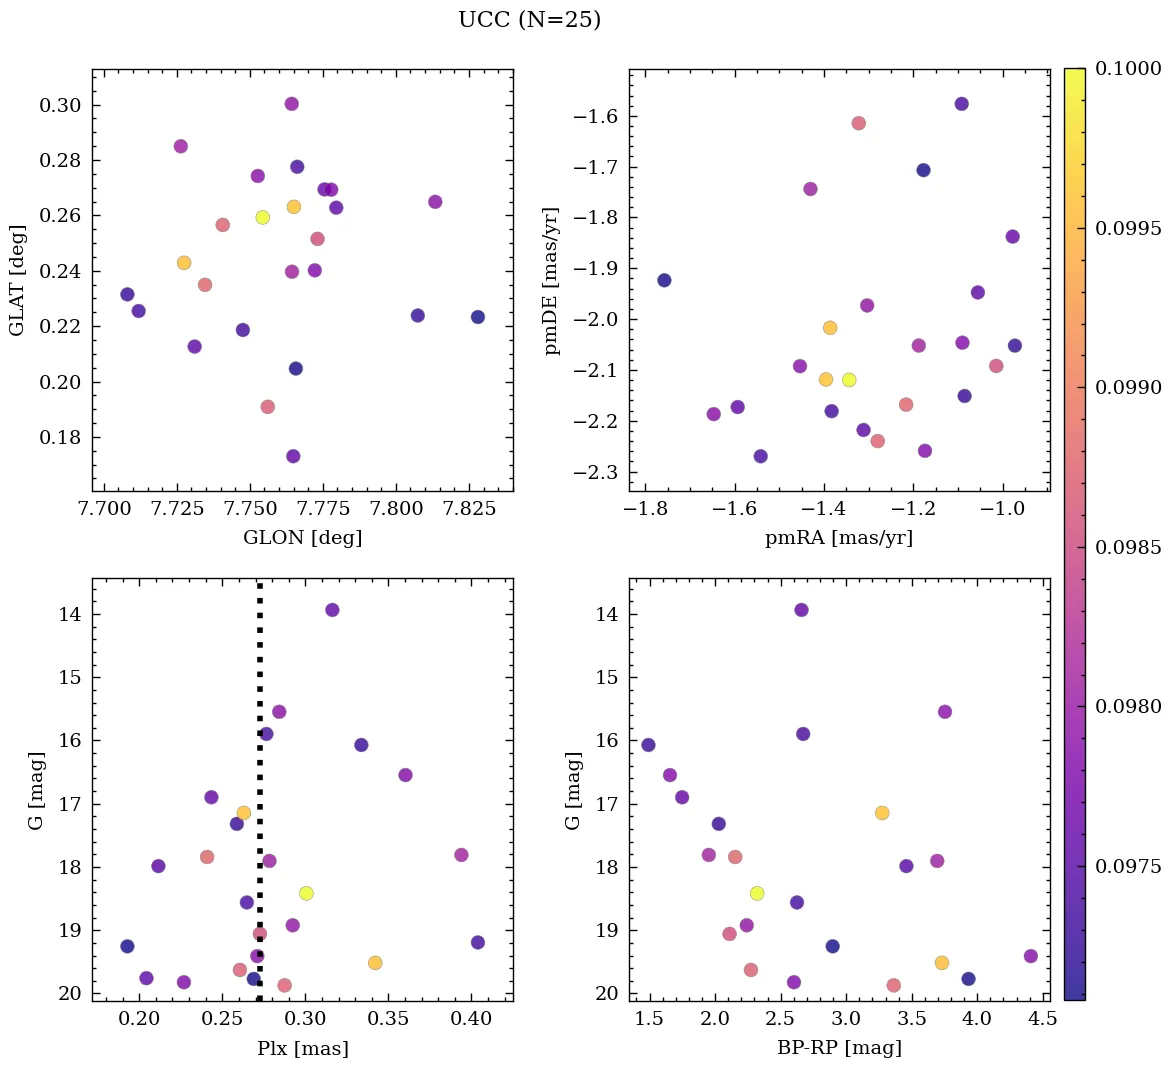 UCC (N=25)
0.30
0.28
0.26
0.24
0.22
0.20
0.18
GLAT [deg]
7.700 7.725 7.750 7.775 7.800 7.825
GLON [deg]
−1.6
−1.7
−1.8
−1.9
−2.0
−2.1
−2.2
−2.3
pmDE [mas/yr]
−1.8 −1.6 −1.4 −1.2 −1.0
pmRA [mas/yr]
14
15
16
17
18
19
20
G [mag]
0.20 0.25 0.30 0.35 0.40
Plx [mas]
14
15
16
17
18
19
20
G [mag]
1.5 2.0 2.5 3.0 3.5 4.0 4.5
BP-RP [mag]
0.1000
0.0995
0.0990
0.0985
0.0980
0.0975